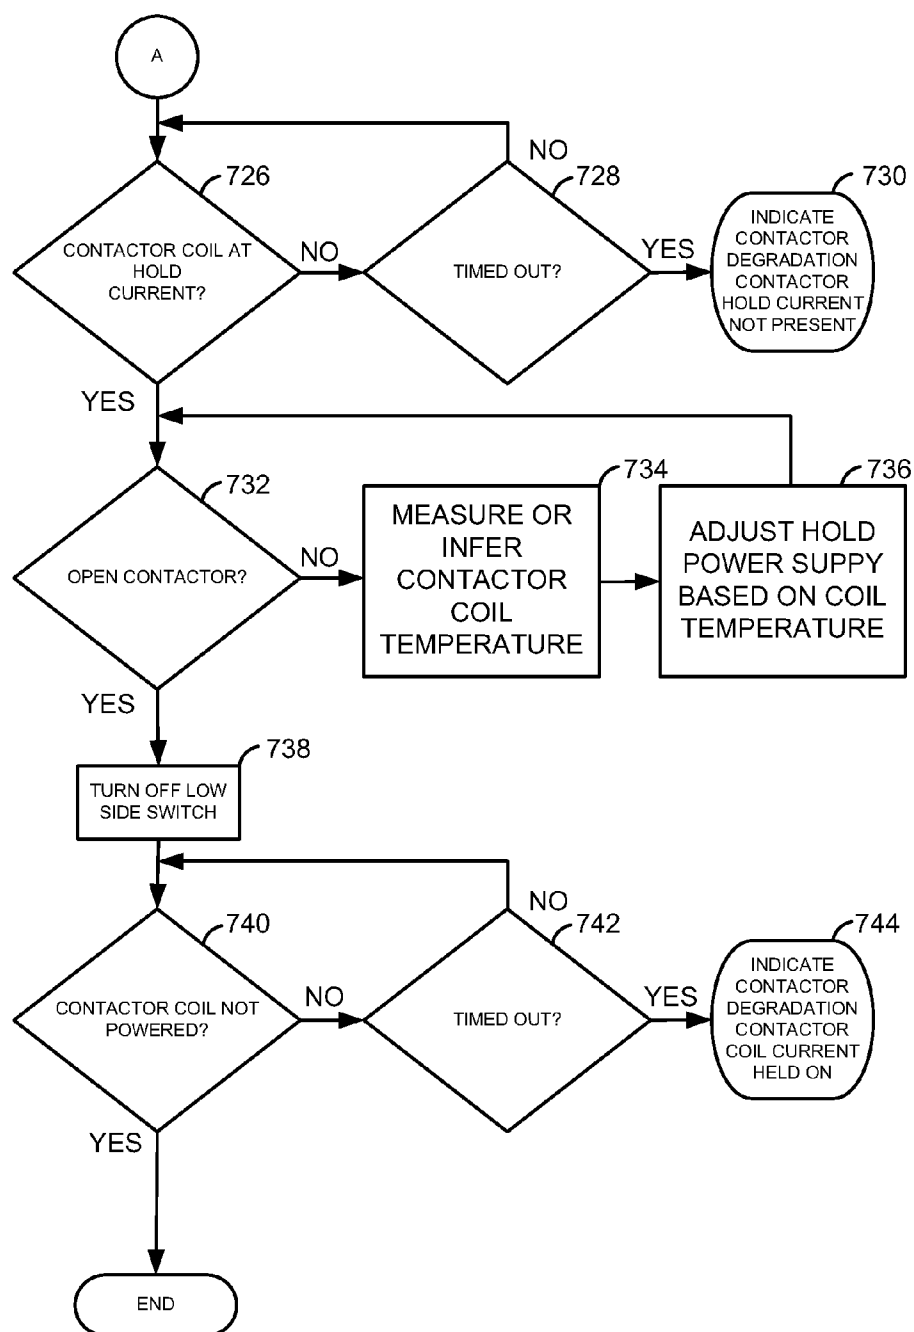 A
NO
726
728
730
CONTACTOR COIL AT
HOLD
CURRENT?
NO
TIMED OUT?
YES
INDICATE
CONTACTOR
DEGRADATION
CONTACTOR
HOLD CURRENT
NOT PRESENT
YES
732
734
736
OPEN CONTACTOR?
NO
MEASURE OR
INFER
CONTACTOR
COIL
TEMPERATURE
ADJUST HOLD
POWER SUPPY
BASED ON COIL
TEMPERATURE
YES
738
TURN OFF LOW
SIDE SWITCH
NO
740
742
744
CONTACTOR COIL NOT
POWERED?
NO
TIMED OUT?
YES
INDICATE
CONTACTOR
DEGRADATION
CONTACTOR
COIL CURRENT
HELD ON
YES
END